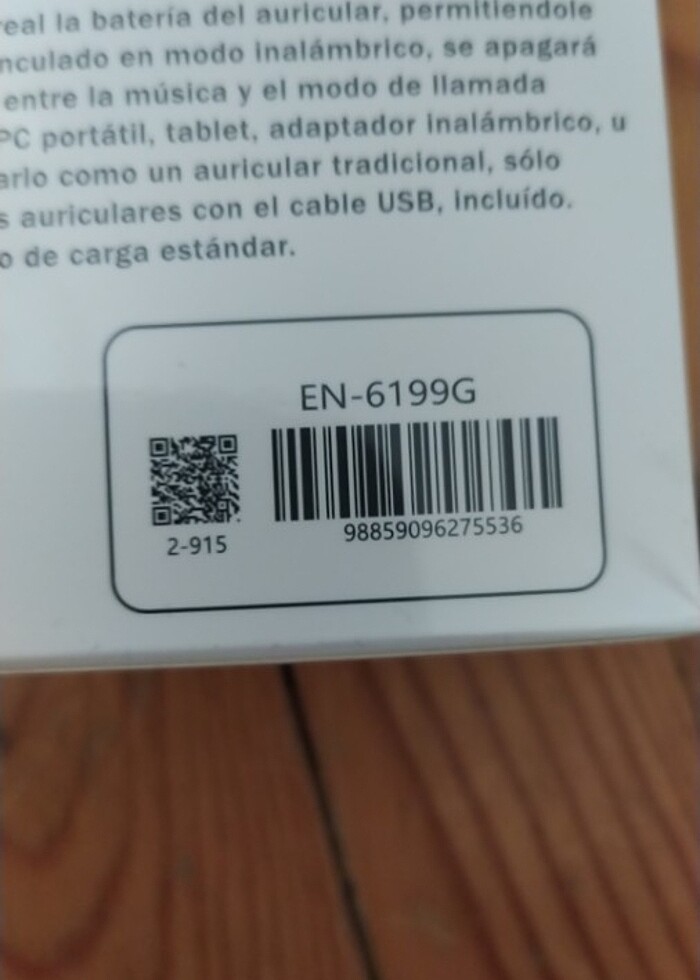 real la batería del auricular, permitiendole
nculado en modo inalámbrico, se apagará
entre la música y el modo de llamada
PC portátil, tablet, adaptador inalámbrico, u
arlo como un auricular tradicional, sólo
s auriculares con el cable USB, incluído.
o de carga estándar.
EN-6199G
2-915
98859096275536